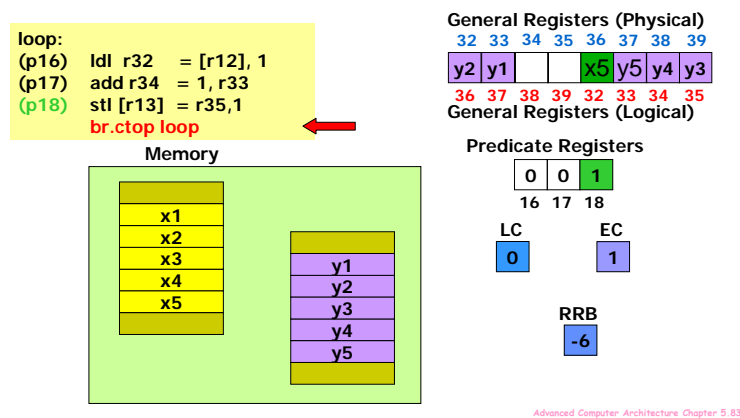 loop:
(p16) ldl r32 = [r12], 1
(p17) add r34 = 1, r33
(p18) stl [r13] = r35,1
br.ctop loop
General Registers (Physical)
32 33 34 35 36 37 38 39
y2 y1 x5 y5 y4 y3
36 37 38 39 32 33 34 35
General Registers (Logical)
Memory
x1
x2
x3
x4
x5
y1
y2
y3
y4
y5
Predicate Registers
0 0 1
16 17 18
LC EC
0 1
RRB
-6
Advanced Computer Architecture Chapter 5.83